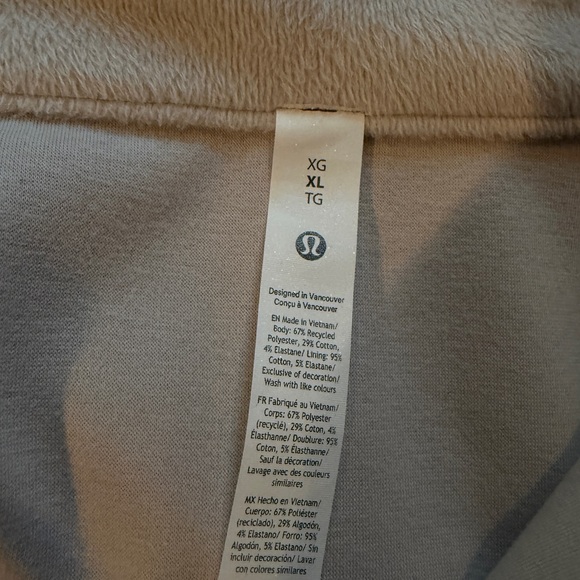 XG
XL
TG
Designed in Vancouver
Conçu à Vancouver
EN Made in Vietnam/
Body: 67% Recycled
Polyester, 29% Cotton,
4% Elastane/ Lining: 95%
Cotton, 5% Elastane/
Exclusive of decoration/
Wash with like colours
FR Fabriqué au Vietnam/
Corps: 67% Polyester
(recyclé), 29% Coton, 4%
Élasthanne/ Doublure: 95%
Coton, 5% Élasthanne/
Sauf la décoration/
Lavage avec des couleurs
similaires
MX Hecho en Vietnam/
Cuerpo: 67% Poliéster
(reciclado), 29% Algodón,
4% Elastano/ Forro: 95%
Algodón, 5% Elastano/ Sin
incluir decoración/ Lavar
con colores similares